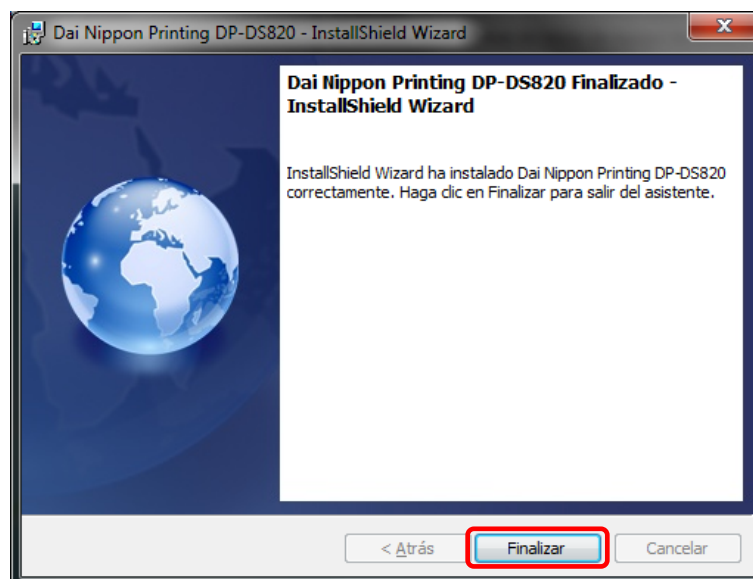 Dai Nippon Printing DP-DS820 - InstallShield Wizard
Dai Nippon Printing DP-DS820 Finalizado -
InstallShield Wizard
InstallShield Wizard ha instalado Dai Nippon Printing DP-DS820
correctamente. Haga clic en Finalizar para salir del asistente.
< Atrás Finalizar Cancelar